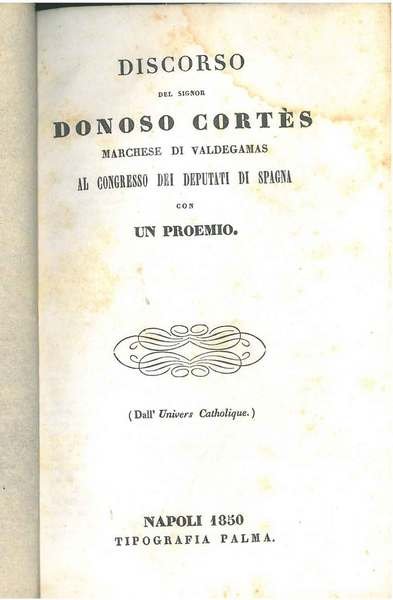 DISCORSO
DEL SIGNOR
DONOSO CORTÈS
MARCHESE DI VALDEGAMAS
AL CONGRESSO DEI DEPUTATI DI SPAGNA
CON
UN PROEMIO.
(Dall' Univers Catholique.)
NAPOLI 1850
TIPOGRAFIA PALMA.